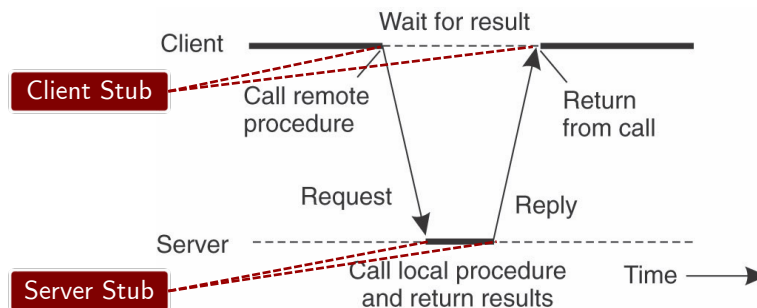 Wait for result
Client
Client Stub
Call remote
procedure
Return
from call
Request
Reply
Server
Server Stub
Call local procedure
and return results
Time